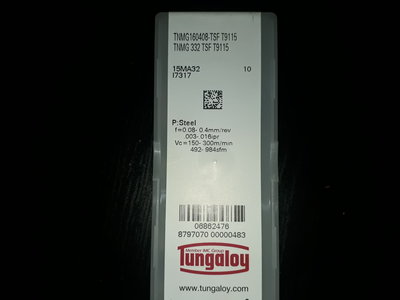 TNMG160408-TSF T9115
TNMG 332 TSF T9115
15MA32 10
I7317
P:Steel
f=0.08- 0.4mm/rev
.003- .016ipr
Vc=150- 300m/min
492- 984sfm
06862476
8797070 00000483
Member IMC Group
Tungaloy
www.tungaloy.com